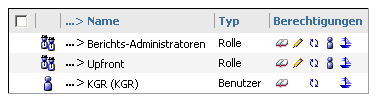 ...> Name Typ Berechtigungen
...> Berichts-Administratoren Rolle
...> Upfront Rolle
...> KGR (KGR) Benutzer